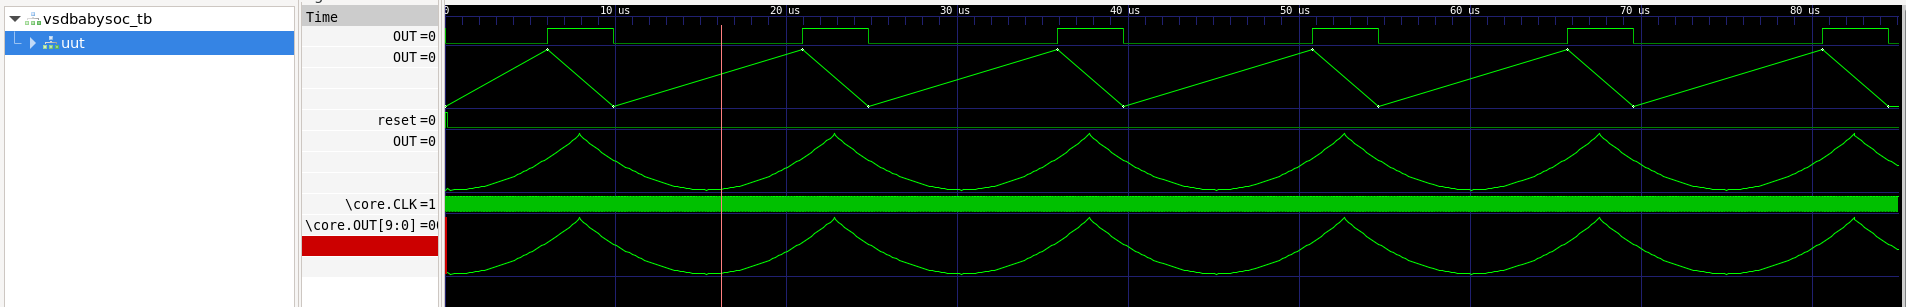 vsdbabysoc_tb
uut
Time
0 10 us 20 us 30 us 40 us 50 us 60 us 70 us 80 us
OUT =0
OUT =0
reset =0
OUT =0
\core.CLK =1
\core.OUT[9:0] =00